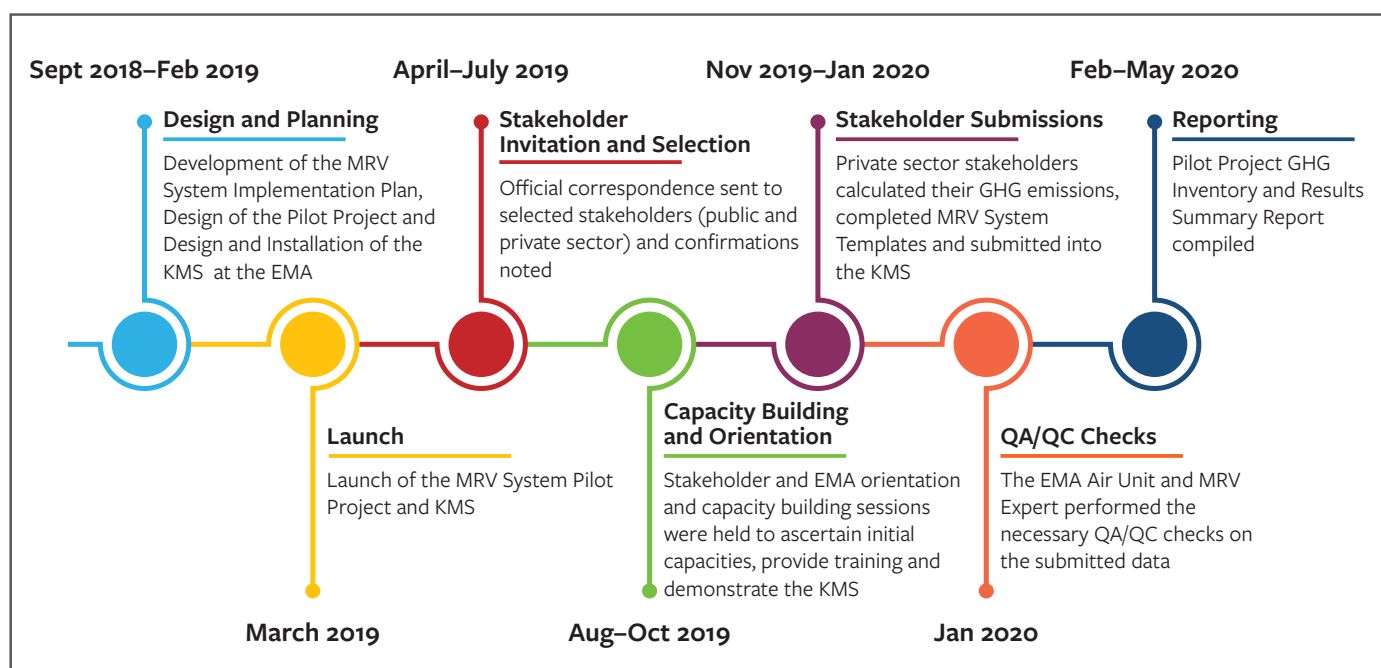 Sept 2018–Feb 2019
Design and Planning
Development of the MRV
System Implementation Plan,
Design of the Pilot Project and
Design and Installation of the
KMS at the EMA
April–July 2019
Stakeholder
Invitation and Selection
Official correspondence sent to
selected stakeholders (public and
private sector) and confirmations
noted
Nov 2019–Jan 2020
Stakeholder Submissions
Private sector stakeholders
calculated their GHG emissions,
completed MRV System
Templates and submitted into
the KMS
Feb–May 2020
Reporting
Pilot Project GHG
Inventory and Results
Summary Report
compiled
Launch
Launch of the MRV System Pilot
Project and KMS
March 2019
Capacity Building
and Orientation
Stakeholder and EMA orientation
and capacity building sessions
were held to ascertain initial
capacities, provide training and
demonstrate the KMS
Aug–Oct 2019
QA/QC Checks
The EMA Air Unit and MRV
Expert performed the
necessary QA/QC checks on
the submitted data
Jan 2020